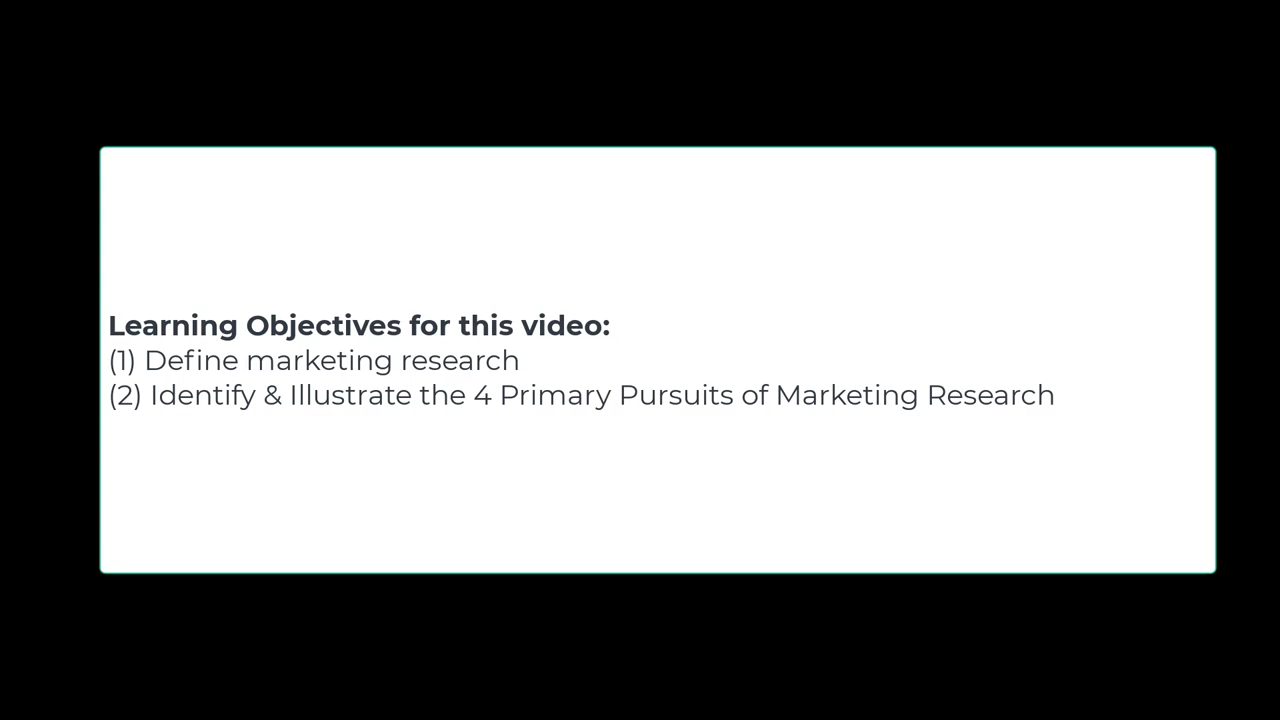 Learning Objectives for this video:
(1) Define marketing research
(2) Identify & Illustrate the 4 Primary Pursuits of Marketing Research